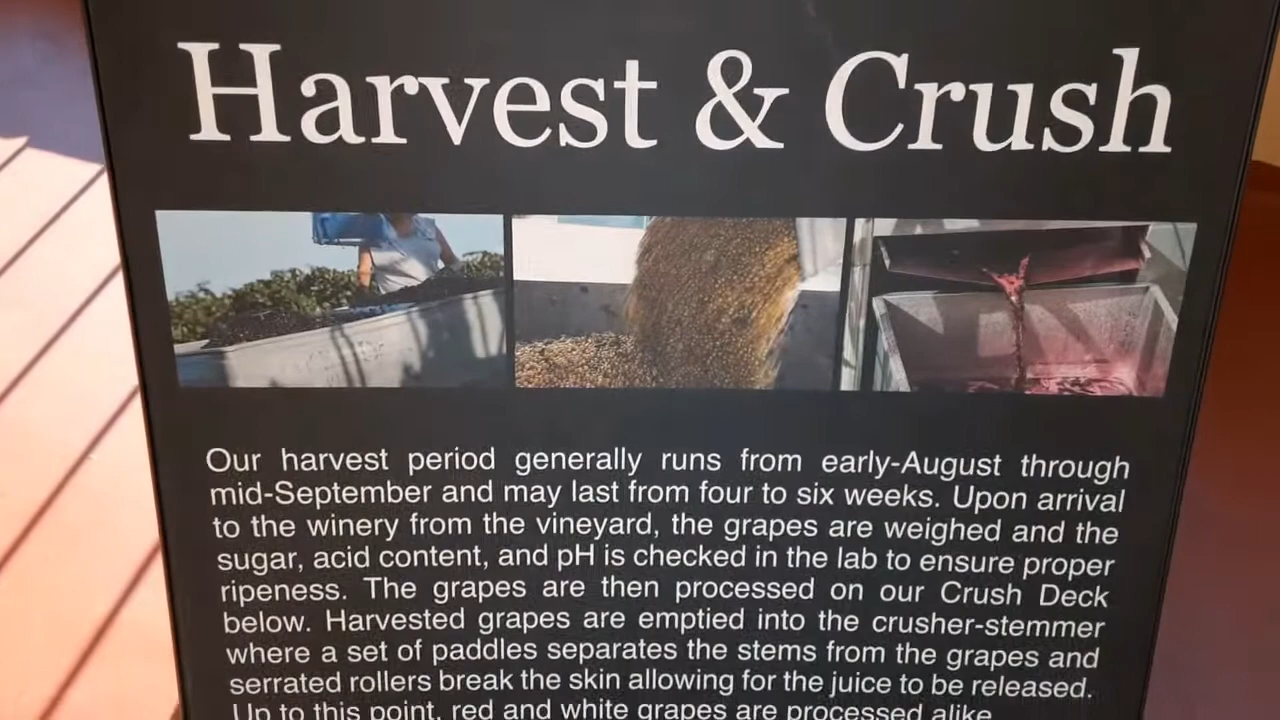 Harvest & Crush
Our harvest period generally runs from early-August through
mid-September and may last from four to six weeks. Upon arrival
to the winery from the vineyard, the grapes are weighed and the
sugar, acid content, and pH is checked in the lab to ensure proper
ripeness. The grapes are then processed on our Crush Deck
below. Harvested grapes are emptied into the crusher-stemmer
where a set of paddles separates the stems from the grapes and
serrated rollers break the skin allowing for the juice to be released.
Up to this point, red and white grapes are processed alike.